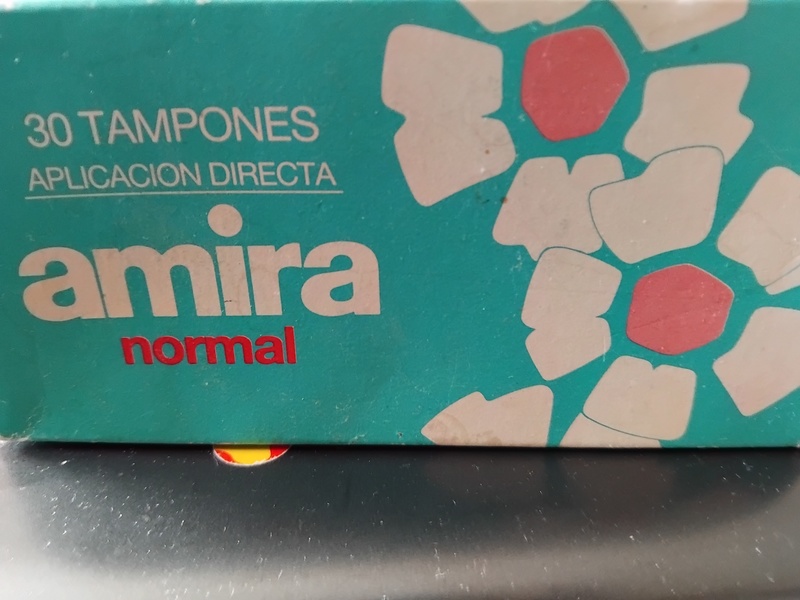 30 TAMPONES
APLICACION DIRECTA
amira
normal